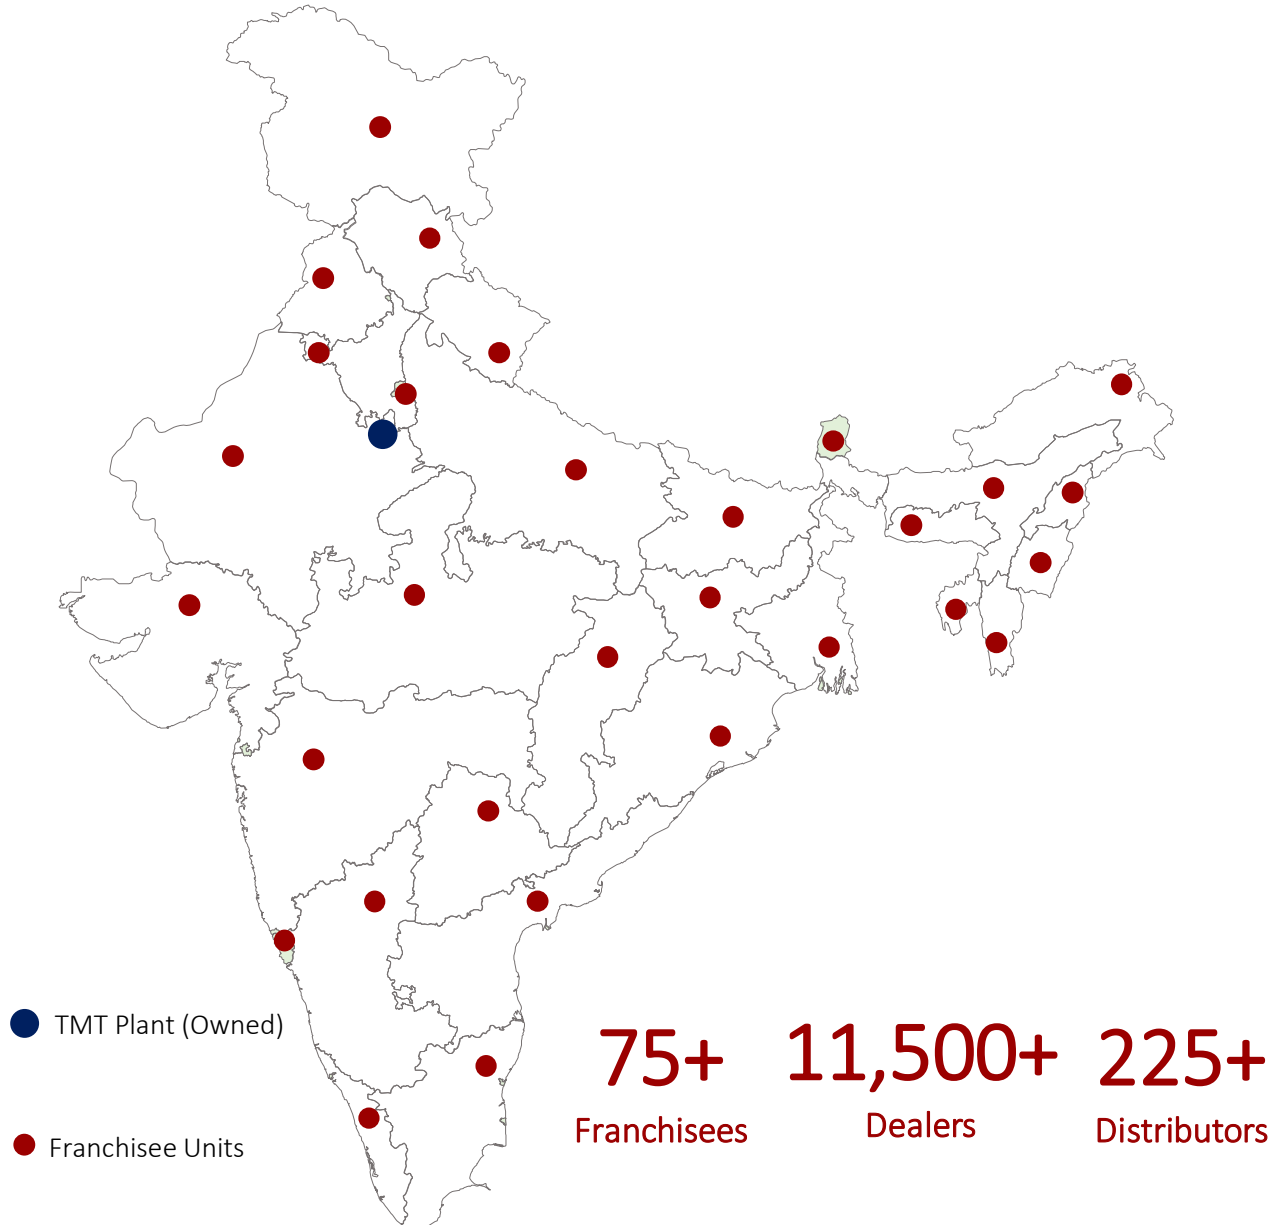 TMT Plant (Owned)
Franchisee Units
75+
Franchisees
11,500+
Dealers
225+
Distributors